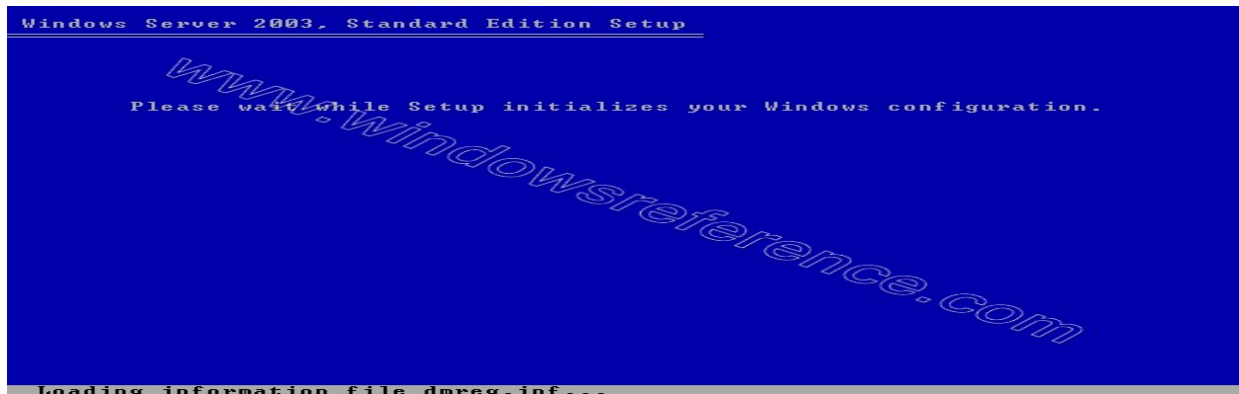 Windows Server 2003, Standard Edition Setup
www.windowsreference.com
Please wait while Setup initializes your Windows configuration.
Loading information file dmreg.inf...